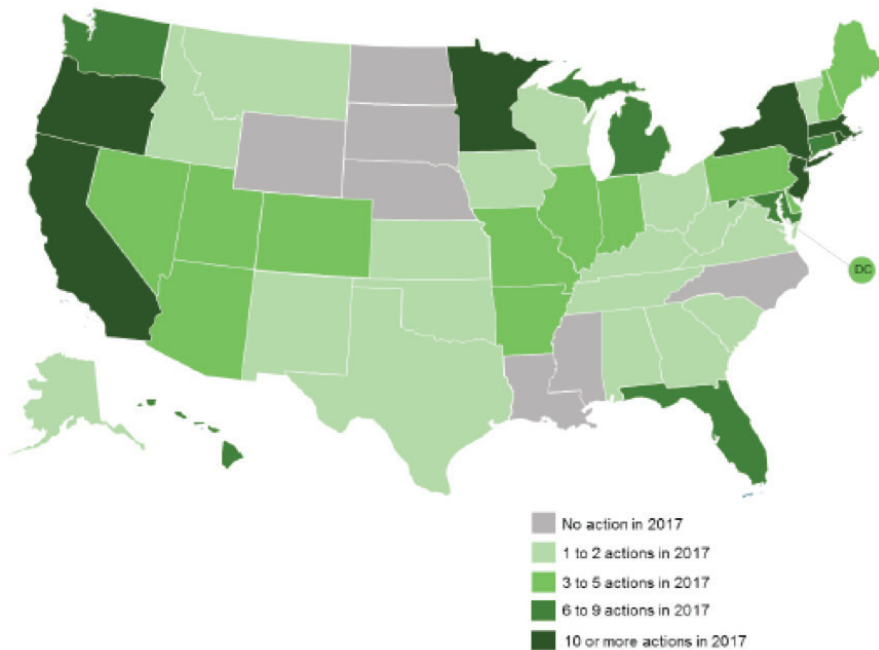 DC
No action in 2017
1 to 2 actions in 2017
3 to 5 actions in 2017
6 to 9 actions in 2017
10 or more actions in 2017